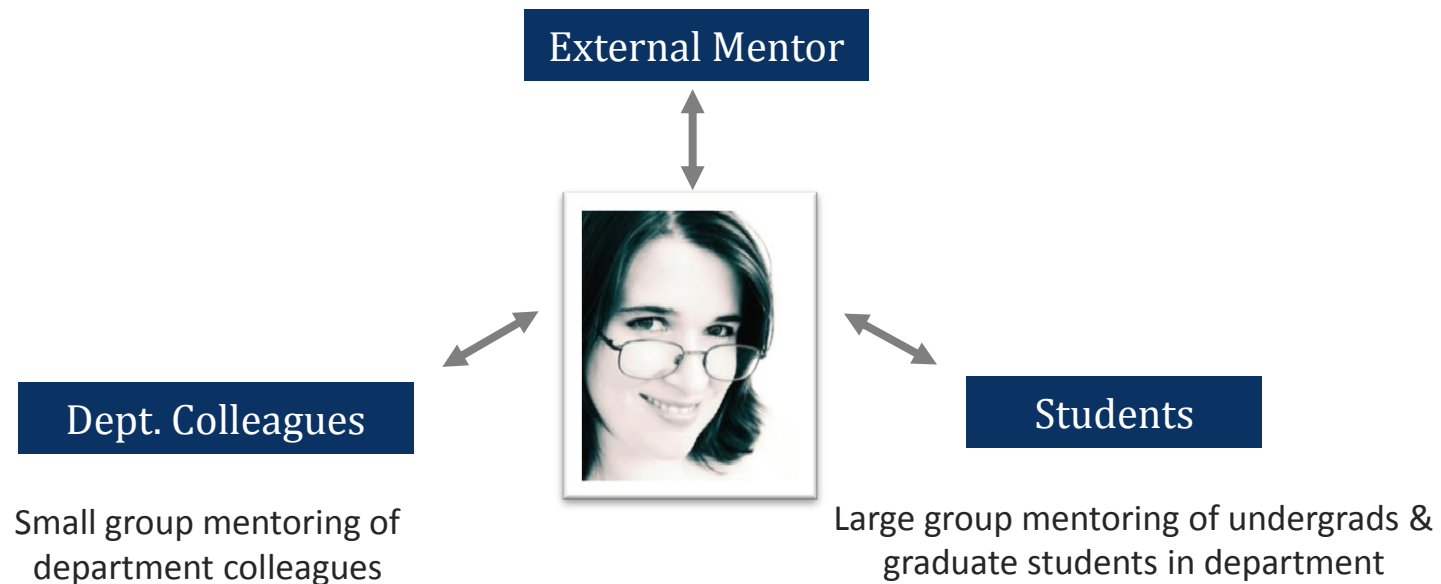 External Mentor
Dept. Colleagues
Small group mentoring of
department colleagues
Students
Large group mentoring of undergrads &
graduate students in department